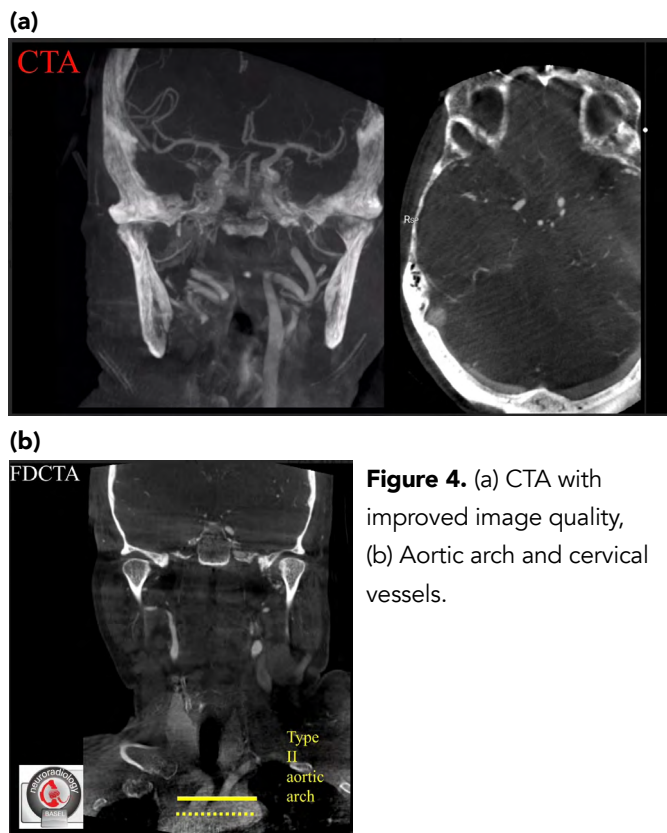 (a)
CTA
(b)
FDCTA
Figure 4. (a) CTA with
improved image quality,
(b) Aortic arch and cervical
vessels.
Type
II
aortic
arch
neuroradiology
BASEL